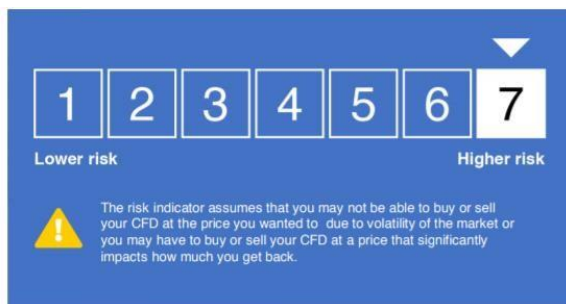 1 2 3 4 5 6 7
Lower risk Higher risk
The risk indicator assumes that you may not be able to buy or sell
your CFD at the price you wanted to due to volatility of the market or
you may have to buy or sell your CFD at a price that significantly
impacts how much you get back.